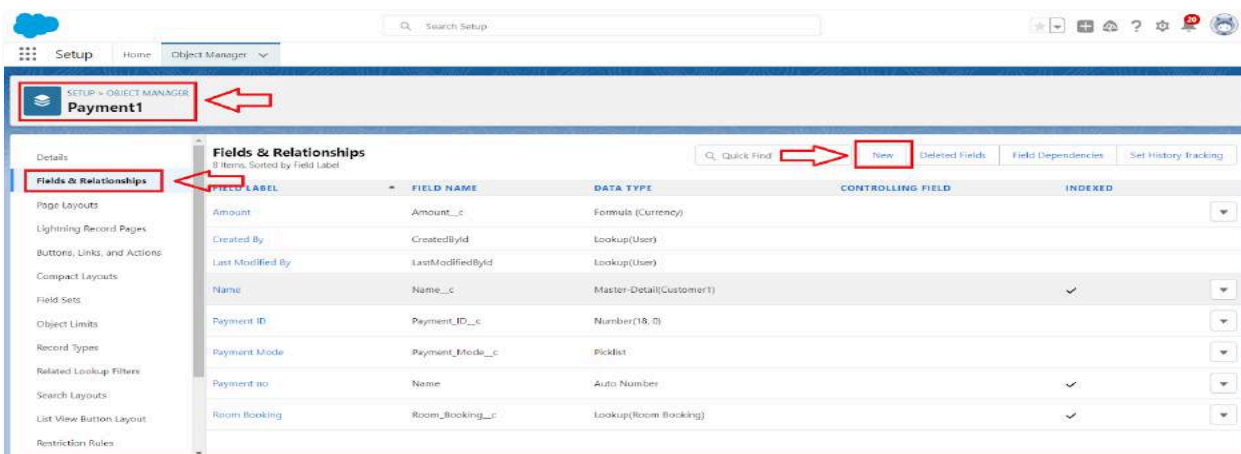 Search Setup
20
Setup Home Object Manager
SETUP > OBJECT MANAGER
Payment1
Details
Fields & Relationships
Page Layouts
Lightning Record Pages
Buttons, Links, and Actions
Compact Layouts
Field Sets
Object Limits
Record Types
Related Lookup Filters
Search Layouts
List View Button Layout
Restriction Rules
Fields & Relationships
8 Items, Sorted by Field Label
Quick Find New Deleted Fields Field Dependencies Set History Tracking
FIELD LABEL FIELD NAME DATA TYPE CONTROLLING FIELD INDEXED
Amount Amount__c Formula (Currency)
Created By CreatedById Lookup(User)
Last Modified By LastModifiedById Lookup(User)
Name Name__c Master-Detail(Customer1)
Payment ID Payment_ID__c Number(18, 0)
Payment Mode Payment_Mode__c Picklist
Payment no Name Auto Number
Room Booking Room_Booking__c Lookup(Room Booking)